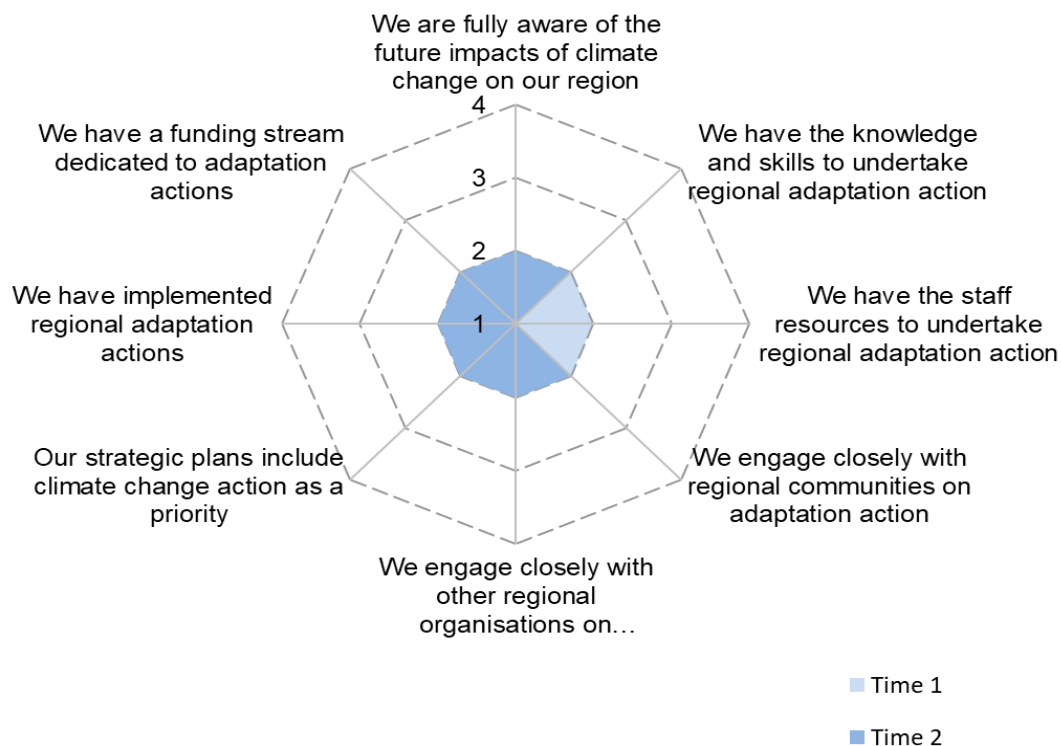 We are fully aware of the
future impacts of climate
change on our region
4
3
2
1
We have the knowledge
and skills to undertake
regional adaptation action
We have the staff
resources to undertake
regional adaptation action
We engage closely with
regional communities on
adaptation action
We engage closely with
other regional
organisations on…
Our strategic plans include
climate change action as a
priority
We have implemented
regional adaptation
actions
We have a funding stream
dedicated to adaptation
actions
Time 1
Time 2